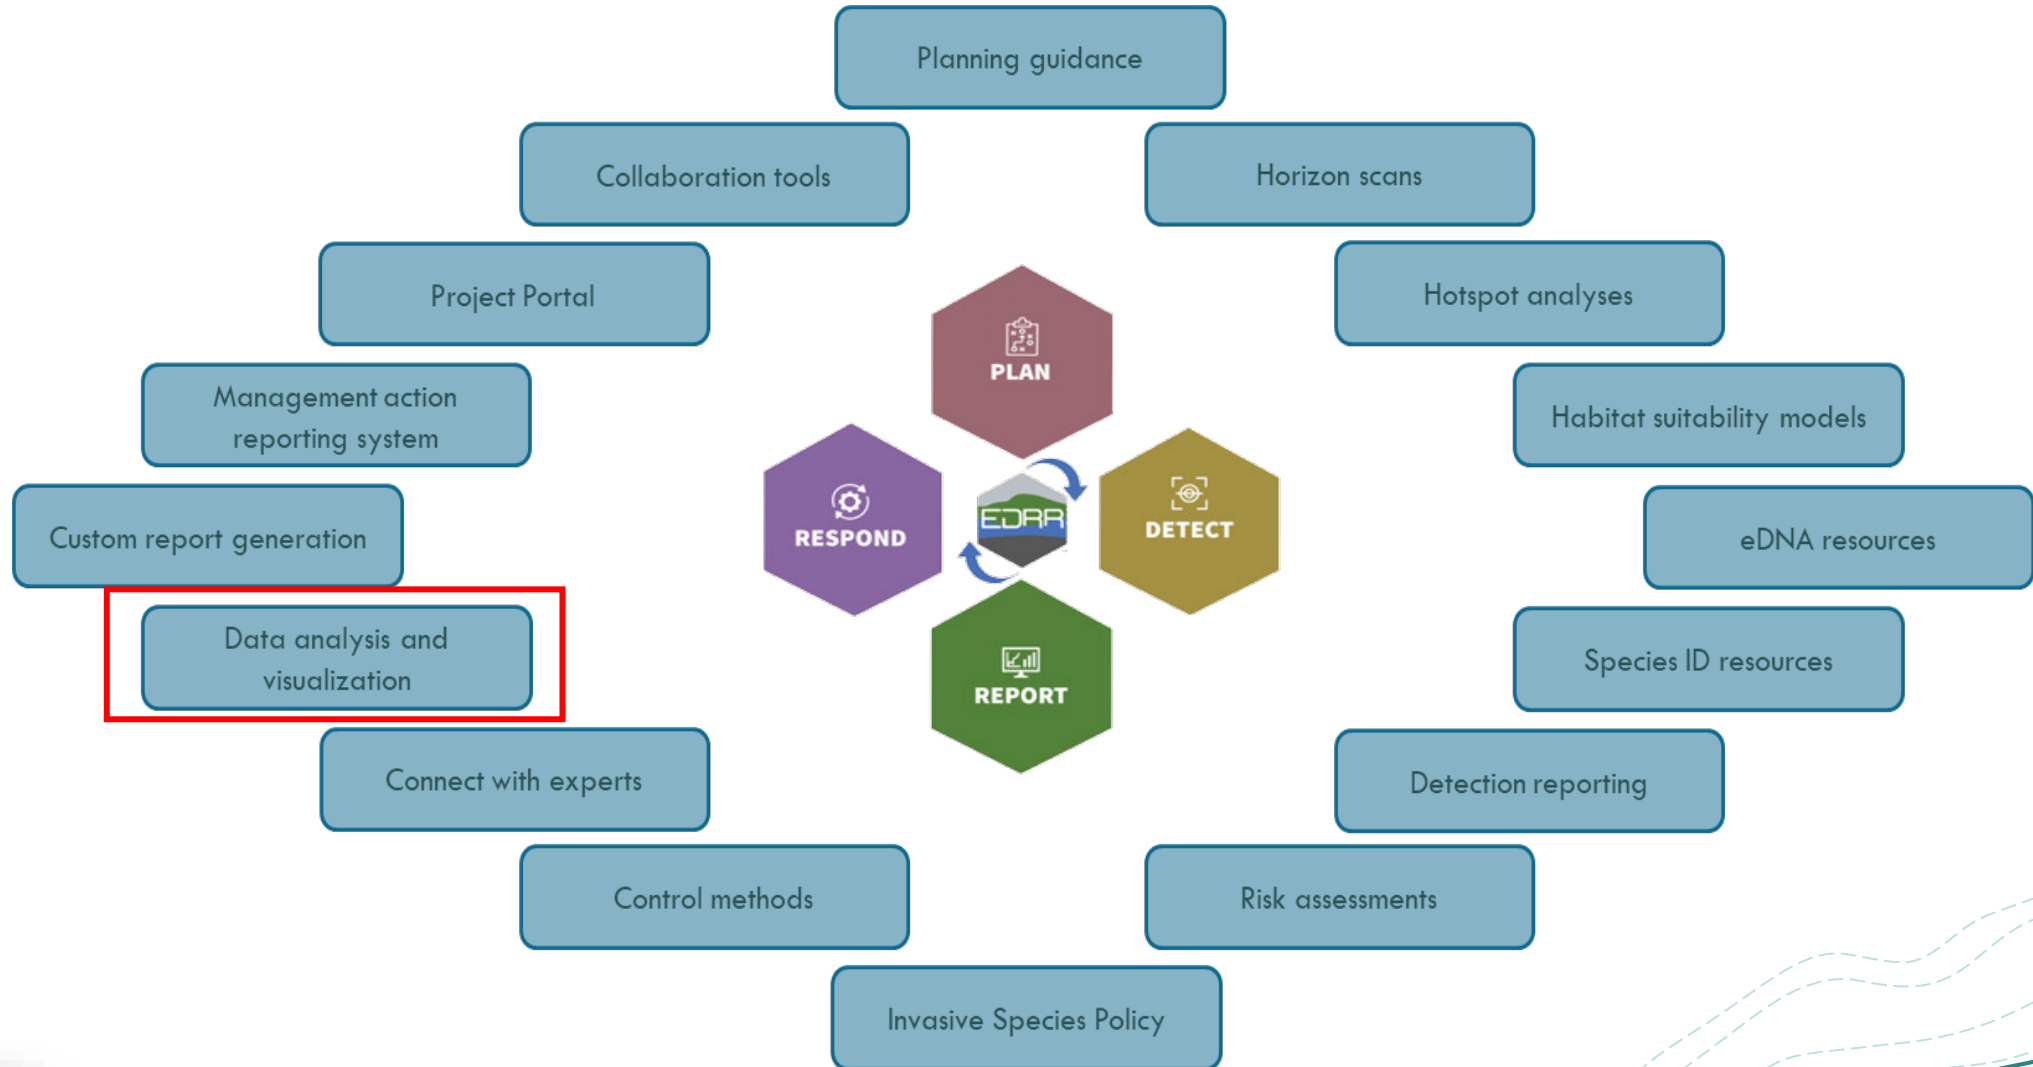 Planning guidance
Collaboration tools
Horizon scans
Project Portal
Hotspot analyses
PLAN
Management action
reporting system
Habitat suitability models
RESPOND
EDRR
DETECT
Custom report generation
eDNA resources
Data analysis and
visualization
Species ID resources
REPORT
Connect with experts
Detection reporting
Control methods
Risk assessments
Invasive Species Policy